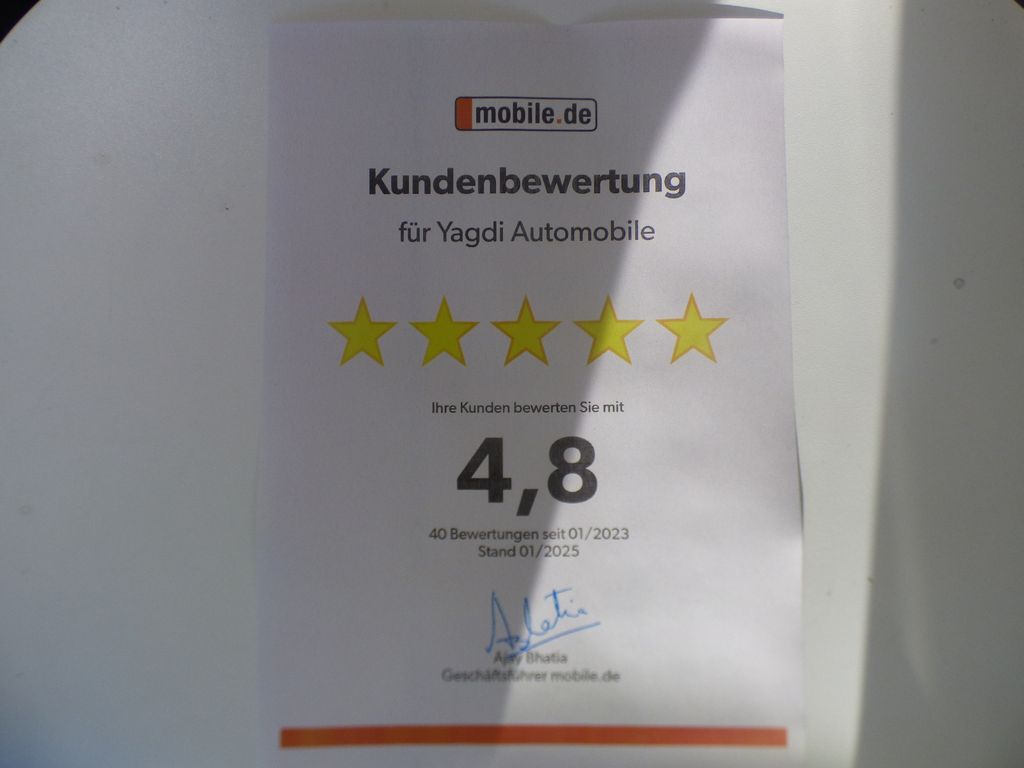 mobile.de
Kundenbewertung
für Yagdi Automobile
Ihre Kunden bewerten Sie mit
4,8
40 Bewertungen seit 01/2023
Stand 01/2025
Ajay Bhatia
Geschäftsführer mobile.de